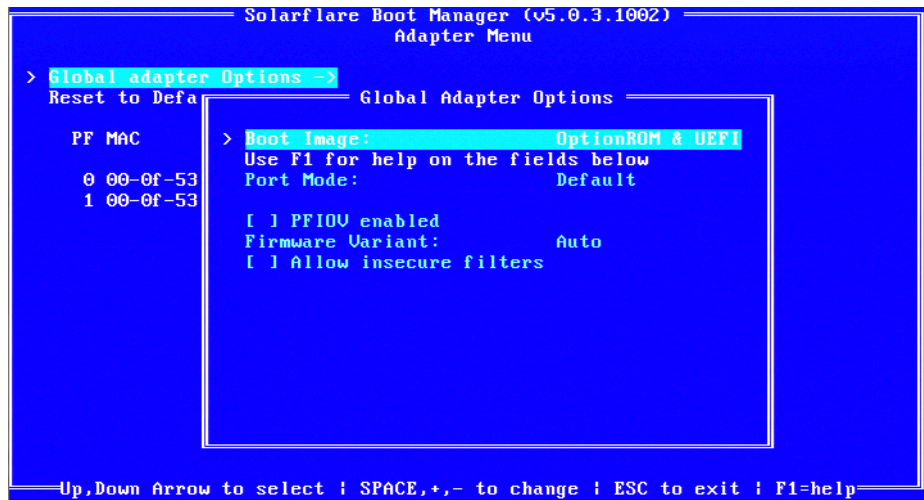 Solarflare Boot Manager (v5.0.3.1002)
Adapter Menu
> Global adapter Options ->
Reset to Defa
Global Adapter Options
PF MAC
> Boot Image: OptionROM & UEFI
Use F1 for help on the fields below
0 00-0f-53
Port Mode: Default
1 00-0f-53
[ ] PFIOV enabled
Firmware Variant: Auto
[ ] Allow insecure filters
Up,Down Arrow to select ¦ SPACE,+,- to change ¦ ESC to exit ¦ F1=help